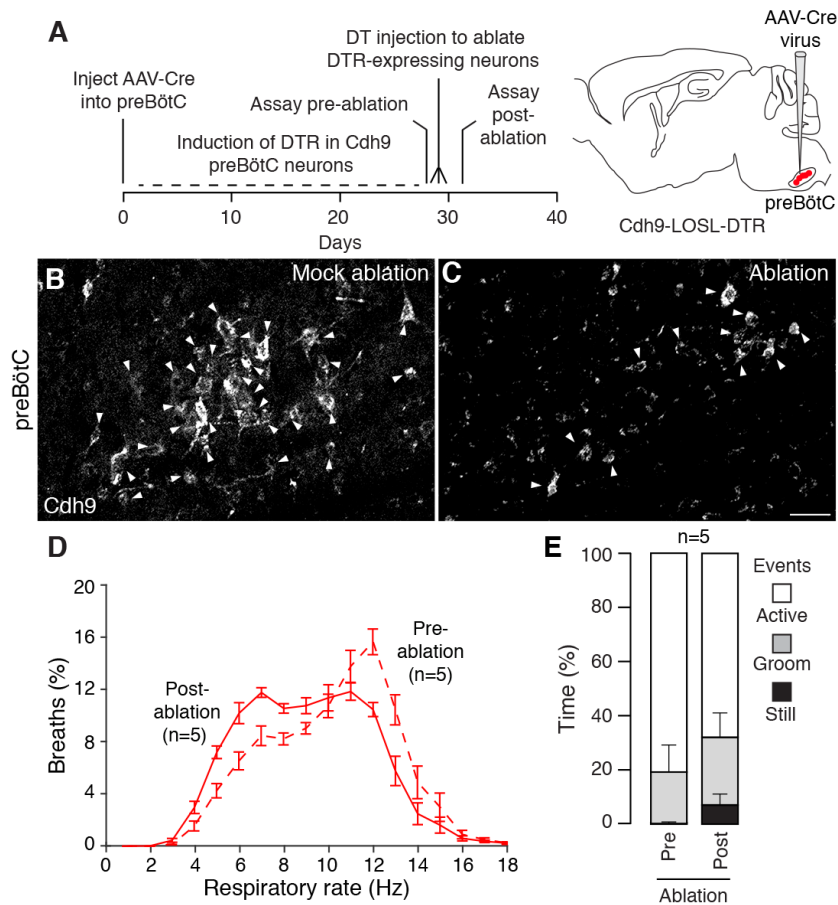 A
Inject AAV-Cre
into preBötC
DT injection to ablate
DTR-expressing neurons
Assay pre-ablation
Assay
post-
ablation
Induction of DTR in Cdh9
preBötC neurons
0
10
20
30
40
Days
AAV-Cre
virus
preBötC
Cdh9-LOSL-DTR
preBötC
B
Mock ablation
Cdh9
C
Ablation
D
20
16
12
8
4
0
Breaths (%)
Post-
ablation
(n=5)
Pre-
ablation
(n=5)
0
2
4
6
8
10
12
14
16
18
Respiratory rate (Hz)
E
n=5
100
80
60
40
20
0
Time (%)
Pre
Post
Ablation
Events
Active
Groom
Still